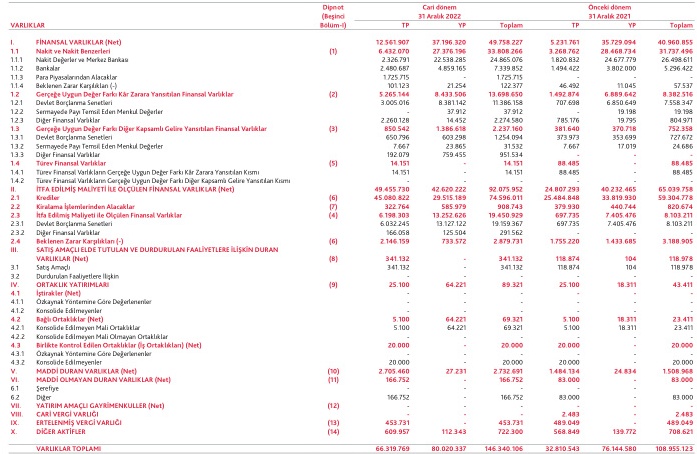 Dipnot Cari dönem Önceki dönem
(Beşinci 31 Aralık 2022 31 Aralık 2021
VARLIKLAR Bölüm-I) TP YP Toplam TP YP Toplam
I. FİNANSAL VARLIKLAR (Net) 12.561.907 37.196.320 49.758.227 5.231.761 35.729.094 40.960.855
1.1 Nakit ve Nakit Benzerleri (1) 6.432.070 27.376.196 33.808.266 3.268.762 28.468.734 31.737.496
1.1.1 Nakit Değerler ve Merkez Bankası 2.326.791 22.538.285 24.865.076 1.820.832 24.677.779 26.498.611
1.1.2 Bankalar 2.480.687 4.859.165 7.339.852 1.494.422 3.802.000 5.296.422
1.1.3 Para Piyasalarından Alacaklar 1.725.715 - 1.725.715 - - -
1.1.4 Beklenen Zarar Karşılıkları (-) 101.123 21.254 122.377 46.492 11.045 57.537
1.2 Gerçeğe Uygun Değer Farkı Kâr Zarara Yansıtılan Finansal Varlıklar (2) 5.265.144 8.433.506 13.698.650 1.492.874 6.889.642 8.382.516
1.2.1 Devlet Borçlanma Senetleri 3.005.016 8.381.142 11.386.158 707.698 6.850.649 7.558.347
1.2.2 Sermayede Payı Temsil Eden Menkul Değerler - 37.912 37.912 - 19.198 19.198
1.2.3 Diğer Finansal Varlıklar 2.260.128 14.452 2.274.580 785.176 19.795 804.971
1.3 Gerçeğe Uygun Değer Farkı Diğer Kapsamlı Gelire Yansıtılan Finansal Varlıklar (3) 850.542 1.386.618 2.237.160 381.640 370.718 752.358
1.3.1 Devlet Borçlanma Senetleri 650.796 603.298 1.254.094 373.973 353.699 727.672
1.3.2 Sermayede Payı Temsil Eden Menkul Değerler 7.667 23.865 31.532 7.667 17.019 24.686
1.3.3 Diğer Finansal Varlıklar 192.079 759.455 951.534 - - -
1.4 Türev Finansal Varlıklar (5) 14.151 - 14.151 88.485 - 88.485
1.4.1 Türev Finansal Varlıkların Gerçeğe Uygun Değer Farkı Kâr Zarara Yansıtılan Kısmı 14.151 - 14.151 88.485 - 88.485
1.4.2 Türev Finansal Varlıkların Gerçeğe Uygun Değer Farkı Diğer Kapsamlı Gelire Yansıtılan Kısmı - - - - - -
II. İTFA EDİLMİŞ MALİYETİ İLE ÖLÇÜLEN FİNANSAL VARLIKLAR (Net) 49.455.730 42.620.222 92.075.952 24.807.293 40.232.465 65.039.758
2.1 Krediler (6) 45.080.822 29.515.189 74.596.011 25.484.848 33.819.930 59.304.778
2.2 Kiralama İşlemlerinden Alacaklar (7) 322.764 585.979 908.743 379.930 440.744 820.674
2.3 İtfa Edilmiş Maliyeti ile Ölçülen Finansal Varlıklar (4) 6.198.303 13.252.626 19.450.929 697.735 7.405.476 8.103.211
2.3.1 Devlet Borçlanma Senetleri 6.032.245 13.127.122 19.159.367 697.735 7.405.476 8.103.211
2.3.2 Diğer Finansal Varlıklar 166.058 125.504 291.562 - - -
2.4 Beklenen Zarar Karşılıkları (-) (6) 2.146.159 733.572 2.879.731 1.755.220 1.433.685 3.188.905
III. SATIŞ AMAÇLI ELDE TUTULAN VE DURDURULAN FAALİYETLERE İLİŞKİN DURAN
VARLIKLAR (Net) (8) 341.132 - 341.132 118.874 104 118.978
3.1 Satış Amaçlı 341.132 - 341.132 118.874 104 118.978
3.2 Durdurulan Faaliyetlere İlişkin - - - - - -
IV. ORTAKLIK YATIRIMLARI (9) 25.100 64.221 89.321 25.100 18.311 43.411
4.1 İştirakler (Net) - - - - - -
4.1.1 Özkaynak Yöntemine Göre Değerlenenler - - - - - -
4.1.2 Konsolide Edilmeyenler - - - - - -
4.2 Bağlı Ortaklıklar (Net) 5.100 64.221 69.321 5.100 18.311 23.411
4.2.1 Konsolide Edilmeyen Mali Ortaklıklar 5.100 64.221 69.321 5.100 18.311 23.411
4.2.2 Konsolide Edilmeyen Mali Olmayan Ortaklıklar - - - - - -
4.3 Birlikte Kontrol Edilen Ortaklıklar (İş Ortaklıkları) (Net) 20.000 - 20.000 20.000 - 20.000
4.3.1 Özkaynak Yöntemine Göre Değerlenenler - - - - - -
4.3.2 Konsolide Edilmeyenler 20.000 - 20.000 20.000 - 20.000
V. MADDİ DURAN VARLIKLAR (Net) (10) 2.705.460 27.231 2.732.691 1.484.134 24.834 1.508.968
VI. MADDİ OLMAYAN DURAN VARLIKLAR (Net) (11) 166.752 - 166.752 83.000 - 83.000
6.1 Şerefiye - - - - - -
6.2 Diğer 166.752 - 166.752 83.000 - 83.000
VII. YATIRIM AMAÇLI GAYRİMENKULLER (Net) (12) - - - - - -
VIII. CARİ VERGİ VARLIĞI - - - 2.483 - 2.483
IX. ERTELENMİŞ VERGİ VARLIĞI (13) 453.731 - 453.731 489.049 - 489.049
X. DİĞER AKTİFLER (14) 609.957 112.343 722.300 568.849 139.772 708.621
VARLIKLAR TOPLAMI 66.319.769 80.020.337 146.340.106 32.810.543 76.144.580 108.955.123